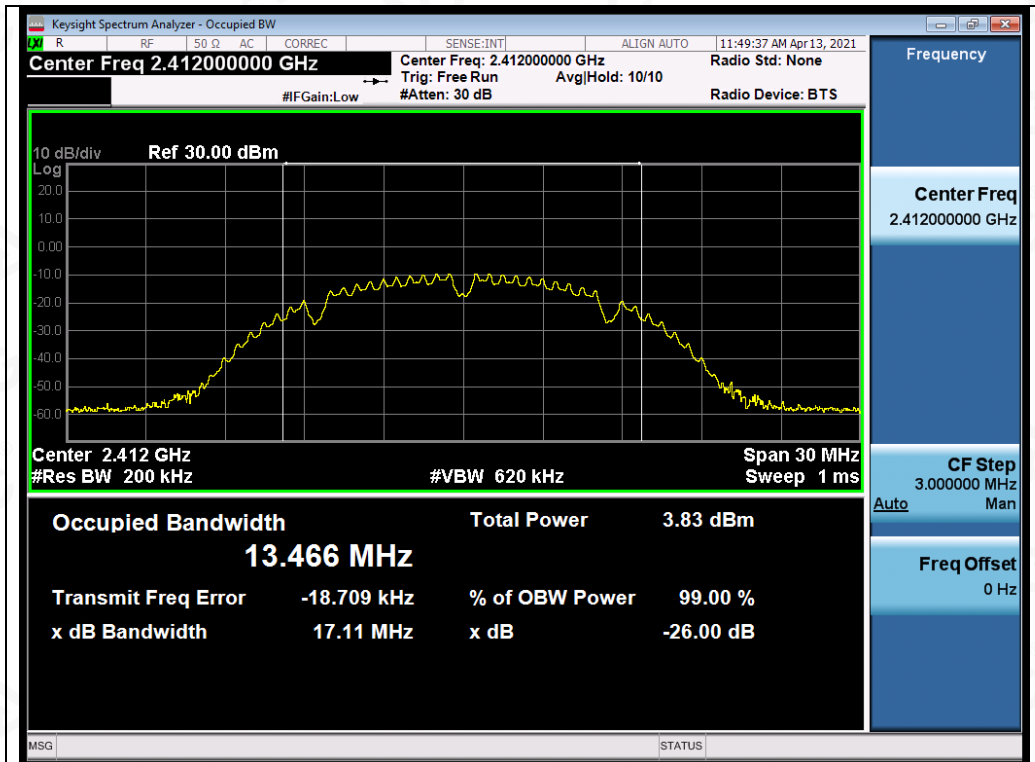 Keysight Spectrum Analyzer - Occupied BW
LXI R RF 50 Ω AC CORREC SENSE:INT ALIGN AUTO 11:49:37 AM Apr 13, 2021
Center Freq 2.412000000 GHz
Center Freq: 2.412000000 GHz
Radio Std: None
Trig: Free Run Avg|Hold: 10/10
#IFGain:Low
#Atten: 30 dB
Radio Device: BTS
Frequency
10 dB/div Ref 30.00 dBm
Log
20.0
10.0
0.00
-10.0
-20.0
-30.0
-40.0
-50.0
-60.0
Center 2.412 GHz Span 30 MHz
#Res BW 200 kHz #VBW 620 kHz Sweep 1 ms
Occupied Bandwidth Total Power 3.83 dBm
13.466 MHz
Transmit Freq Error -18.709 kHz % of OBW Power 99.00 %
x dB Bandwidth 17.11 MHz x dB -26.00 dB
Center Freq
2.412000000 GHz
CF Step
3.000000 MHz
Auto Man
Freq Offset
0 Hz
MSG STATUS